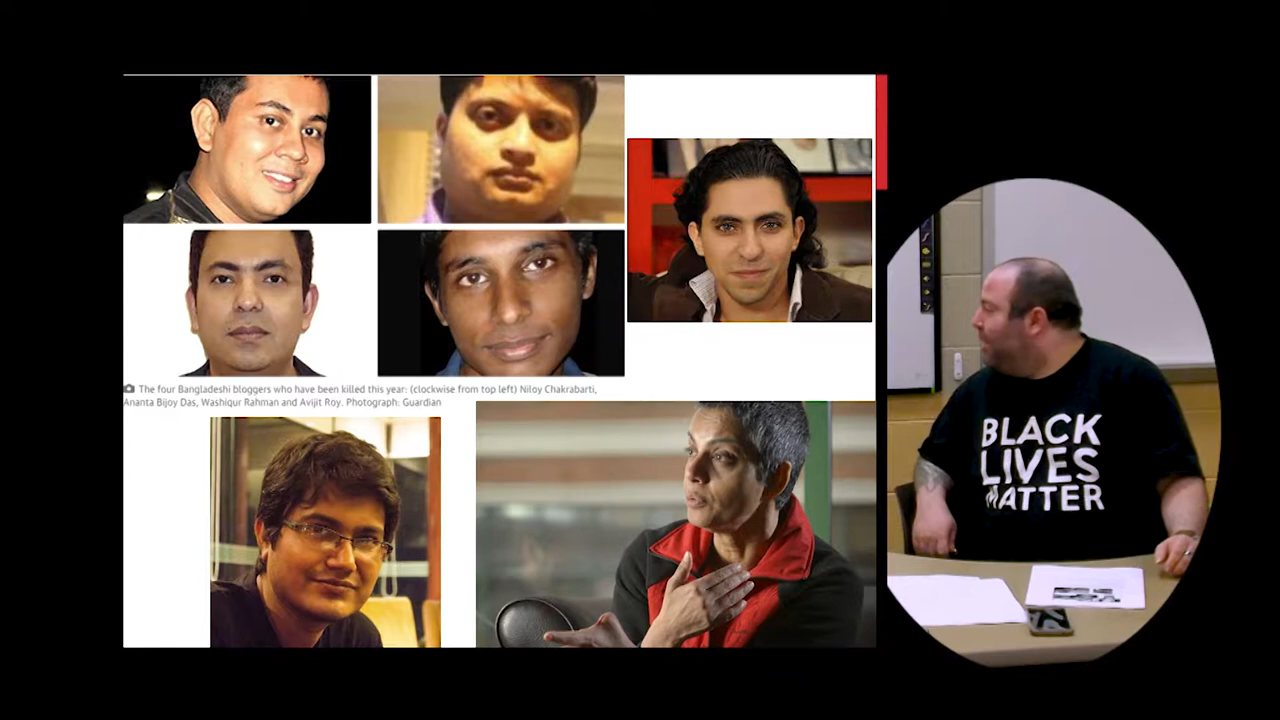 The four Bangladeshi bloggers who have been killed this year: (clockwise from top left) Niloy Chakrabarti,
Ananta Bijoy Das, Washiqur Rahman and Avijit Roy. Photograph: Guardian
BLACK
LIVES
MATTER